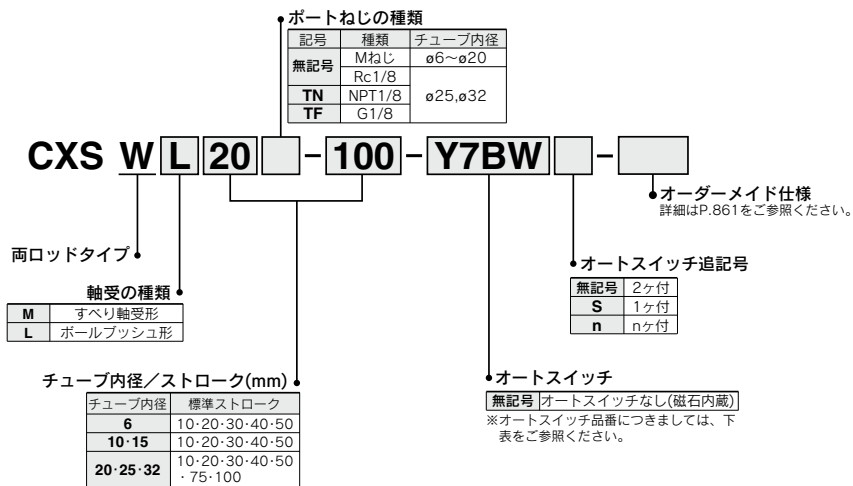 ポートねじの種類
記号 種類 チューブ内径
無記号 Mねじ ø6〜ø20
Rc1/8 ø25,ø32
TN NPT1/8
TF G1/8
CXS W L 20 - 100 - Y7BW -
オーダーメイド仕様
詳細はP.861をご参照ください。
両ロッドタイプ
軸受の種類
M すべり軸受形
L ボールブッシュ形
オートスイッチ追記号
無記号 2ヶ付
S 1ヶ付
n nヶ付
チューブ内径／ストローク(mm)
チューブ内径 標準ストローク
6 10･20･30･40･50
10･15 10･20･30･40･50
20･25･32 10･20･30･40･50
･75･100
オートスイッチ
無記号 オートスイッチなし(磁石内蔵)
※オートスイッチ品番につきましては、下
表をご参照ください。